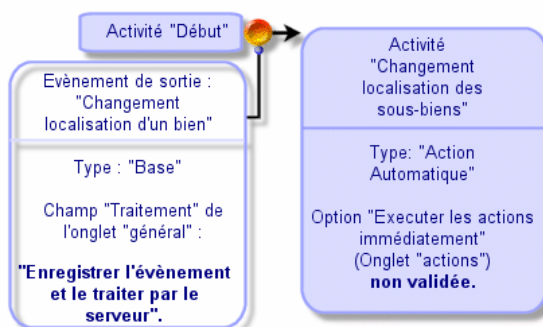 Activité "Début"
Evènement de sortie :
"Changement
localisation d'un bien"
Type : "Base"
Champ "Traitement" de
l'onglet "général" :
"Enregistrer l'évènement
et le traiter par le
serveur".
Activité
"Changement
localisation des
sous-biens"
Type: "Action
Automatique"
Option "Executer les actions
immédiatement"
(Onglet "actions")
non validée.